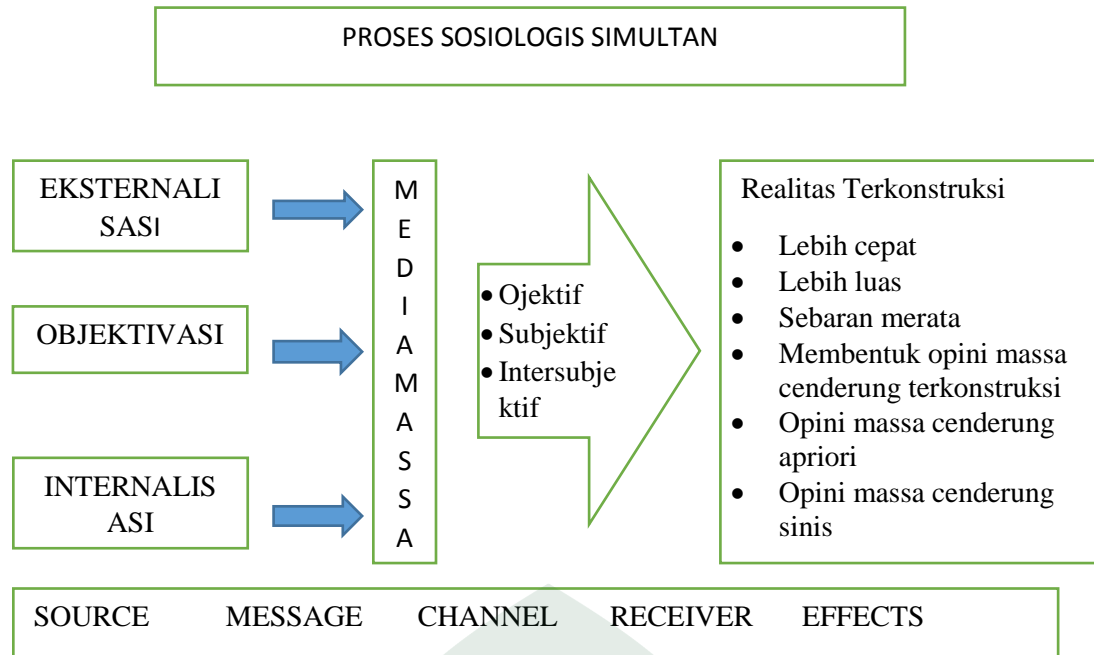 PROSES SOSIOLOGIS SIMULTAN
EKSTERNALI
SASI
OBJEKTIVASI
INTERNALIS
ASI
M
E
D
I
A
M
A
S
S
A
• Ojektif
• Subjektif
• Intersubje
ktif
Realitas Terkonstruksi
• Lebih cepat
• Lebih luas
• Sebaran merata
• Membentuk opini massa
cenderung terkonstruksi
• Opini massa cenderung
apriori
• Opini massa cenderung
sinis
SOURCE MESSAGE CHANNEL RECEIVER EFFECTS